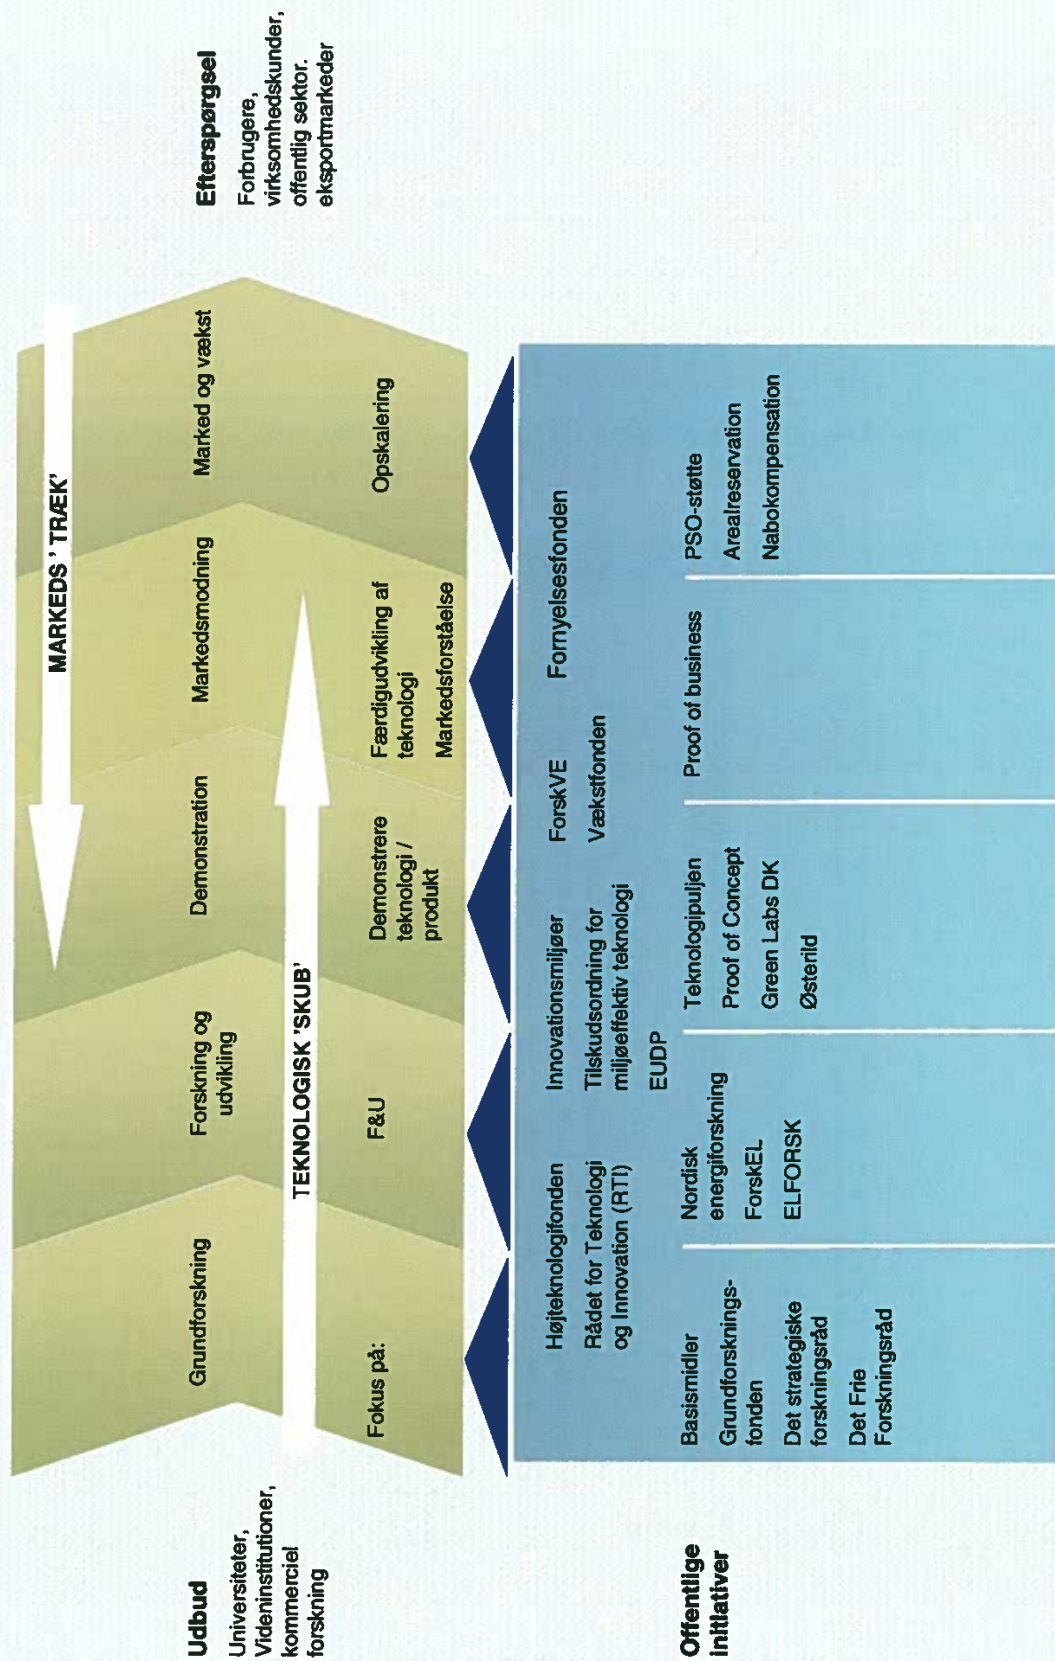 MARKEDS ' TRÆK'
Udbud
Universiteter,
Videninstitutioner,
kommerciel
forskning
Grundforskning
Forskning og
udvikling
Demonstration
Markedsmodning
Marked og vækst
Efterspørgsel
Forbrugere,
virksomhedskunder,
offentlig sektor.
eksportmarkeder
TEKNOLOGISK 'SKUB'
Fokus på:
F&U
Demonstrere
teknologi /
produkt
Færdigudvikling af
teknologi
Markedsforståelse
Opskalering
Højteknologifonden
Rådet for Teknologi
og Innovation (RTI)
Innovationsmiljøer
Tilskudsordning for
miljøeffektiv teknologi
EUDP
ForskVE
Vækstfonden
Fornyelsesfonden
Offentlige
initiativer
Basismidler
Grundforsknings-
fonden
Det strategiske
forskningsråd
Det Frie
Forskningsråd
Nordisk
energiforskning
ForskEL
ELFORSK
Teknologipuljen
Proof of Concept
Green Labs DK
Østerild
Proof of business
PSO-støtte
Arealreservation
Nabokompensation